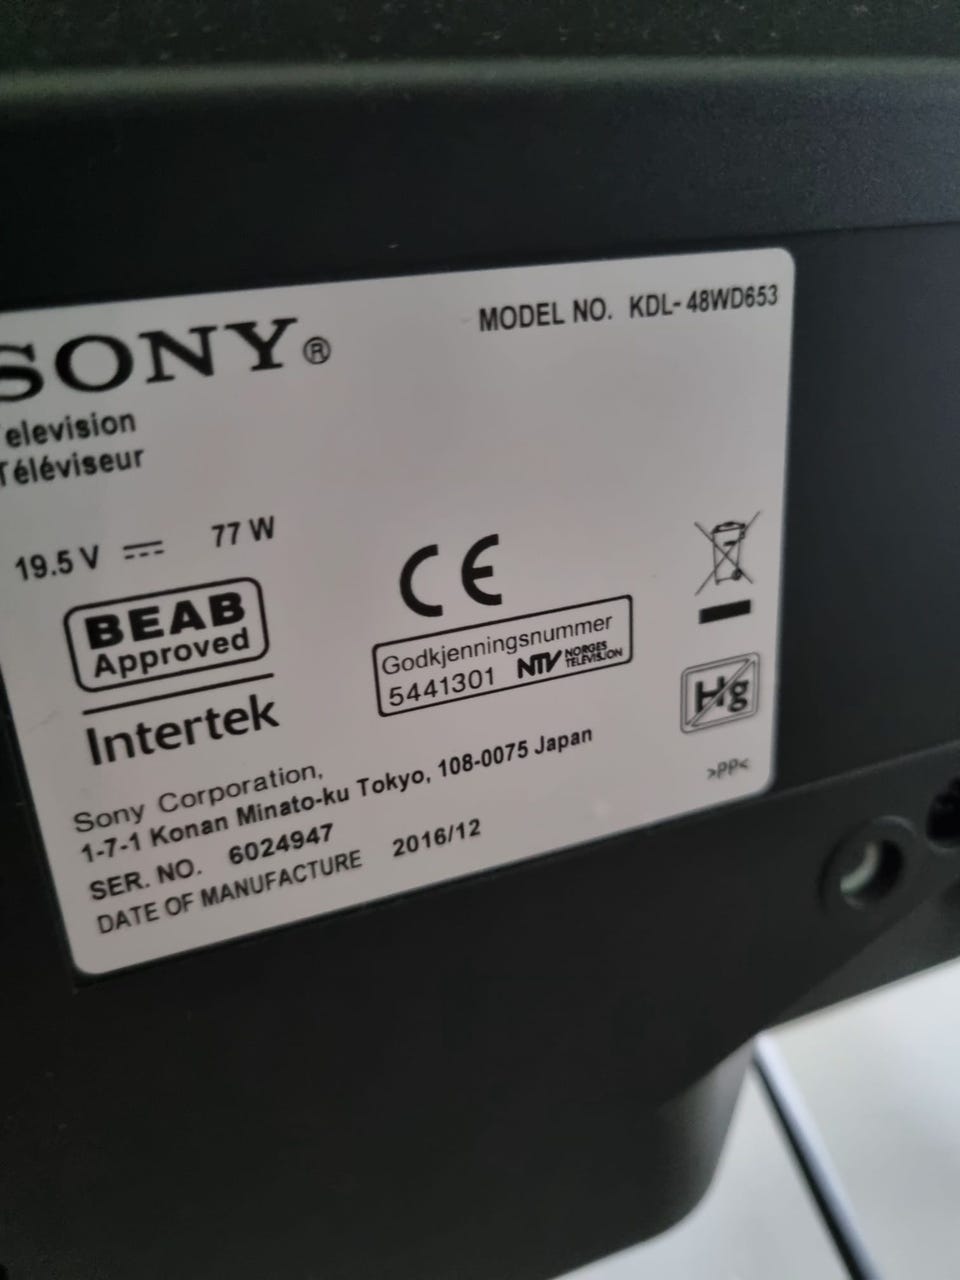 SONY®
MODEL NO. KDL-48WD653
Television
Téléviseur
19.5 V 77 W
BEAB
Approved
Intertek
CE
Godkjenningsnummer
5441301 NTV NORGES
TELEVISJON
Hg
>PP<
Sony Corporation,
1-7-1 Konan Minato-ku Tokyo, 108-0075 Japan
SER. NO. 6024947
DATE OF MANUFACTURE 2016/12